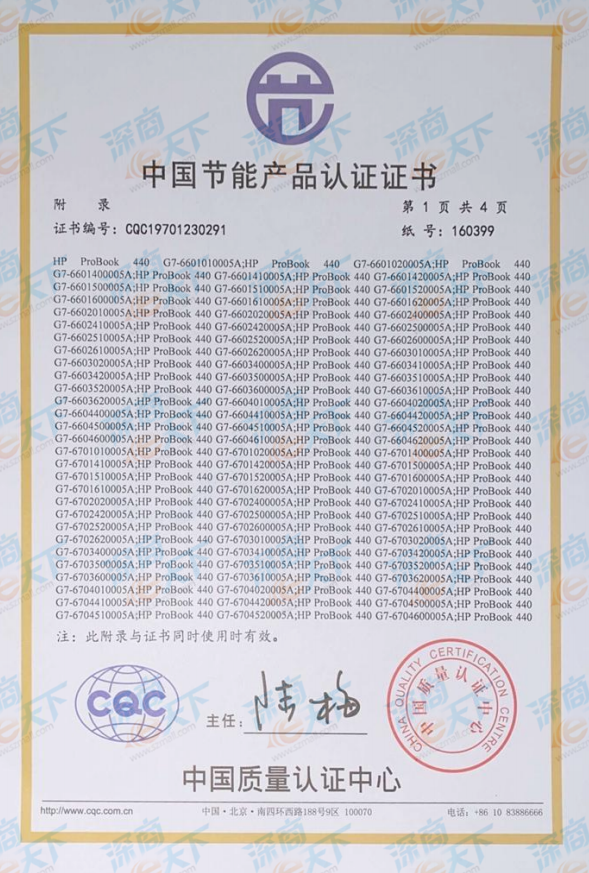 中国节能产品认证证书
附 录
第 1 页 共 4 页
证书编号: CQC19701230291
纸 号: 160399
HP ProBook 440 G7-6601010005A;HP ProBook 440 G7-6601020005A;HP ProBook 440
G7-6601400005A;HP ProBook 440 G7-6601410005A;HP ProBook 440 G7-6601420005A;HP ProBook 440
G7-6601500005A;HP ProBook 440 G7-6601510005A;HP ProBook 440 G7-6601520005A;HP ProBook 440
G7-6601600005A;HP ProBook 440 G7-6601610005A;HP ProBook 440 G7-6601620005A;HP ProBook 440
G7-6602010005A;HP ProBook 440 G7-6602020005A;HP ProBook 440 G7-6602400005A;HP ProBook 440
G7-6602410005A;HP ProBook 440 G7-6602420005A;HP ProBook 440 G7-6602500005A;HP ProBook 440
G7-6602510005A;HP ProBook 440 G7-6602520005A;HP ProBook 440 G7-6602600005A;HP ProBook 440
G7-6602610005A;HP ProBook 440 G7-6602620005A;HP ProBook 440 G7-6603010005A;HP ProBook 440
G7-6603020005A;HP ProBook 440 G7-6603400005A;HP ProBook 440 G7-6603410005A;HP ProBook 440
G7-6603420005A;HP ProBook 440 G7-6603500005A;HP ProBook 440 G7-6603510005A;HP ProBook 440
G7-6603520005A;HP ProBook 440 G7-6603600005A;HP ProBook 440 G7-6603610005A;HP ProBook 440
G7-6603620005A;HP ProBook 440 G7-6604010005A;HP ProBook 440 G7-6604020005A;HP ProBook 440
G7-6604400005A;HP ProBook 440 G7-6604410005A;HP ProBook 440 G7-6604420005A;HP ProBook 440
G7-6604500005A;HP ProBook 440 G7-6604510005A;HP ProBook 440 G7-6604520005A;HP ProBook 440
G7-6604600005A;HP ProBook 440 G7-6604610005A;HP ProBook 440 G7-6604620005A;HP ProBook 440
G7-6701010005A;HP ProBook 440 G7-6701020005A;HP ProBook 440 G7-6701400005A;HP ProBook 440
G7-6701410005A;HP ProBook 440 G7-6701420005A;HP ProBook 440 G7-6701500005A;HP ProBook 440
G7-6701510005A;HP ProBook 440 G7-6701520005A;HP ProBook 440 G7-6701600005A;HP ProBook 440
G7-6701610005A;HP ProBook 440 G7-6701620005A;HP ProBook 440 G7-6702010005A;HP ProBook 440
G7-6702020005A;HP ProBook 440 G7-6702400005A;HP ProBook 440 G7-6702410005A;HP ProBook 440
G7-6702420005A;HP ProBook 440 G7-6702500005A;HP ProBook 440 G7-6702510005A;HP ProBook 440
G7-6702520005A;HP ProBook 440 G7-6702600005A;HP ProBook 440 G7-6702610005A;HP ProBook 440
G7-6702620005A;HP ProBook 440 G7-6703010005A;HP ProBook 440 G7-6703020005A;HP ProBook 440
G7-6703400005A;HP ProBook 440 G7-6703410005A;HP ProBook 440 G7-6703420005A;HP ProBook 440
G7-6703500005A;HP ProBook 440 G7-6703510005A;HP ProBook 440 G7-6703520005A;HP ProBook 440
G7-6703600005A;HP ProBook 440 G7-6703610005A;HP ProBook 440 G7-6703620005A;HP ProBook 440
G7-6704010005A;HP ProBook 440 G7-6704020005A;HP ProBook 440 G7-6704400005A;HP ProBook 440
G7-6704410005A;HP ProBook 440 G7-6704420005A;HP ProBook 440 G7-6704500005A;HP ProBook 440
G7-6704510005A;HP ProBook 440 G7-6704520005A;HP ProBook 440 G7-6704600005A;HP ProBook 440
注: 此附录与证书同时使用时有效。
CQC
主任: 陆梅
CHINA QUALITY CERTIFICATION CENTRE
中国质量认证中心
中国质量认证中心
http://www.cqc.com.cn
中国·北京·南四环西路188号9区 100070
电话: +86 10 83886666
深商e天下